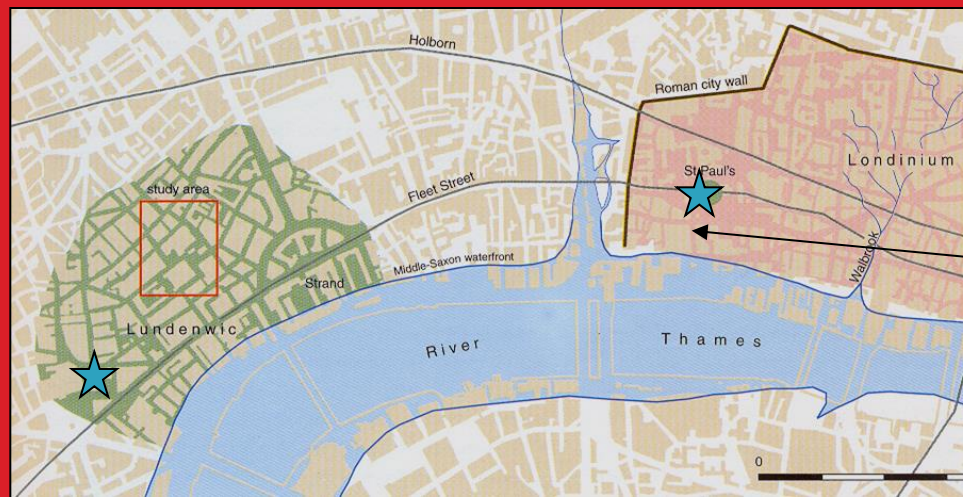 Holborn
Roman city wall
St Paul's
Londinium
study area
Fleet Street
Walbrook
Middle-Saxon waterfront
Strand
Lundenwic
River
Thames
0